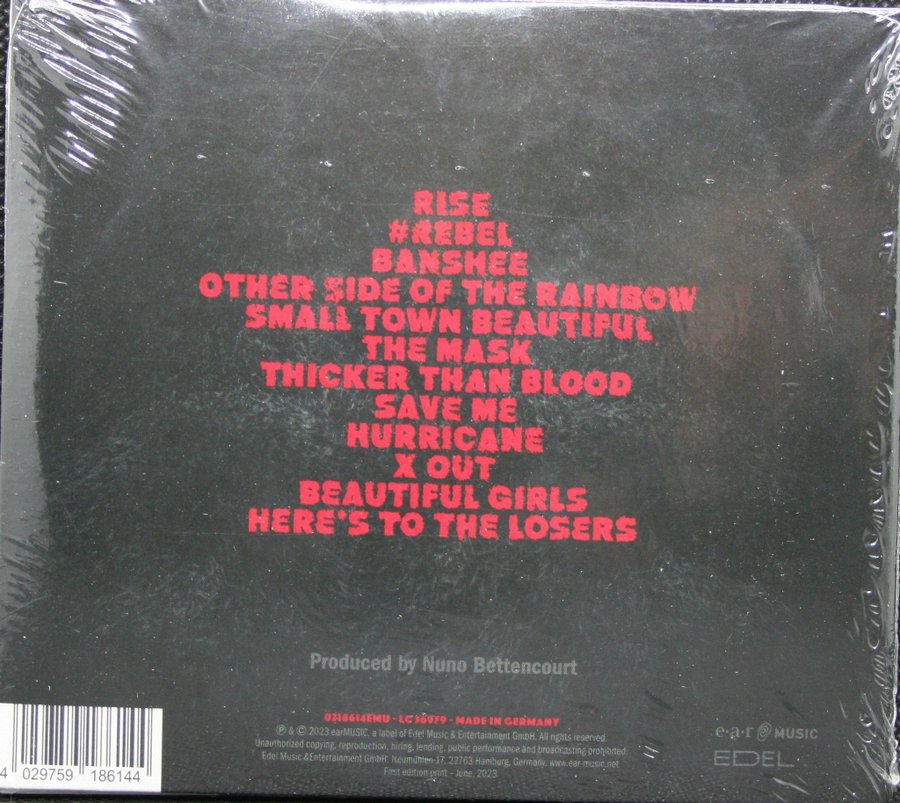 RISE
#REBEL
BANSHEE
OTHER SIDE OF THE RAINBOW
SMALL TOWN BEAUTIFUL
THE MASK
THICKER THAN BLOOD
SAVE ME
HURRICANE
X OUT
BEAUTIFUL GIRLS
HERE'S TO THE LOSERS
Produced by Nuno Bettencourt
0218614EMU - LC 16979 - MADE IN GERMANY
℗ & © 2023 earMUSIC, a label of Edel Music & Entertainment GmbH. All rights reserved.
Unauthorized copying, reproduction, hiring, lending, public performance and broadcasting prohibited.
Edel Music & Entertainment GmbH, Neumühlen 17, 22763 Hamburg, Germany. www.ear-music.net
First edition print - June, 2023
e·a·r MUSIC
EDEL
4 029759 186144